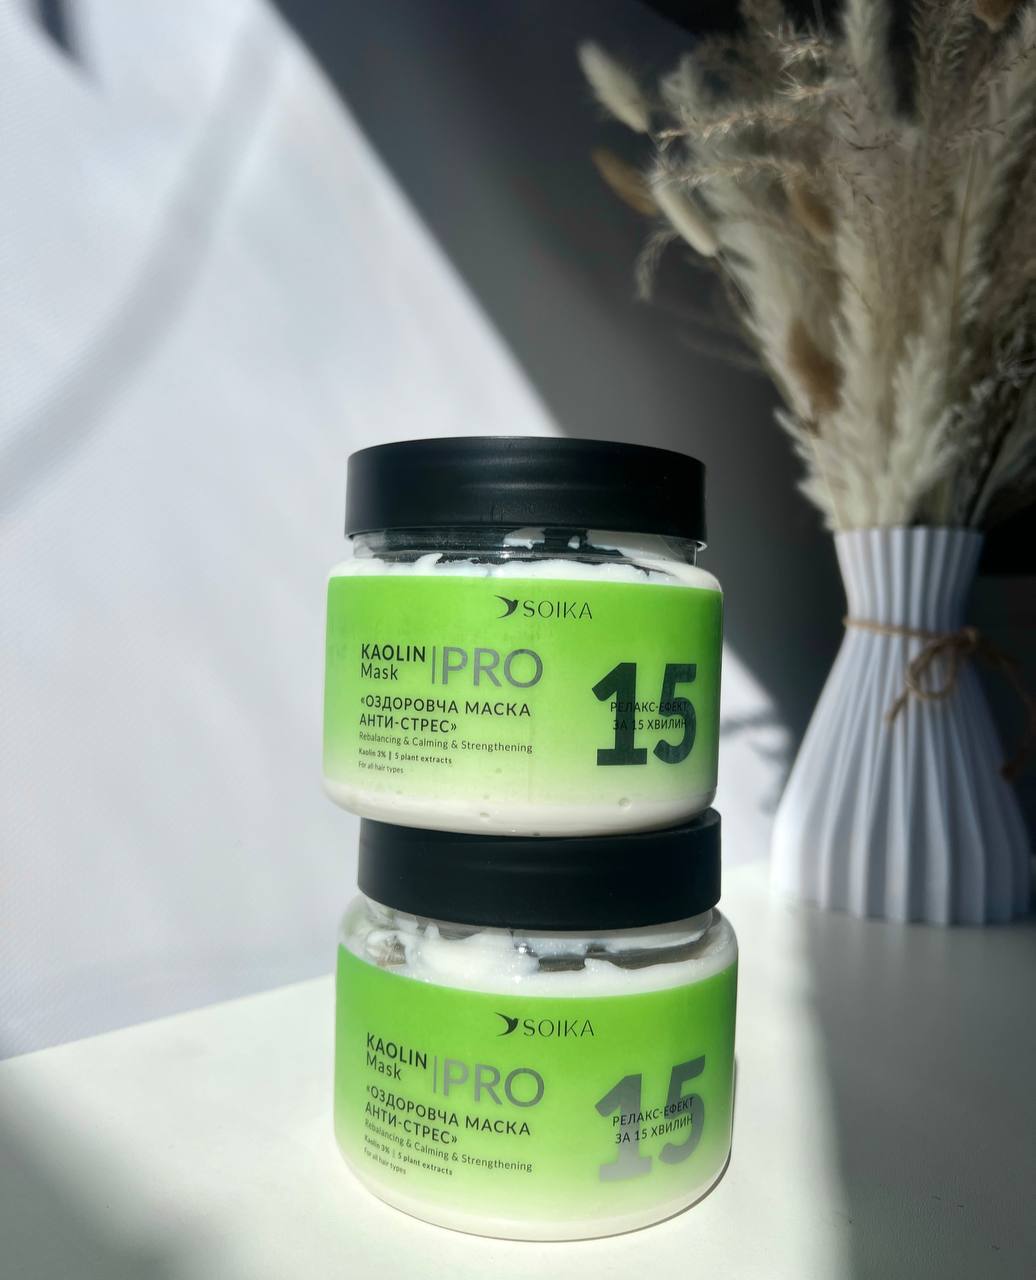 SOIKA
KAOLIN
Mask
PRO
«ОЗДОРОВЧА МАСКА
АНТИ-СТРЕС»
Rebalancing & Calming & Strengthening
Kaolin 3% | 5 plant extracts
For all hair types
15
РЕЛАКС-ЕФЕКТ
ЗА 15 ХВИЛИН
SOIKA
KAOLIN
Mask
PRO
«ОЗДОРОВЧА МАСКА
АНТИ-СТРЕС»
Rebalancing & Calming & Strengthening
Kaolin 3% | 5 plant extracts
For all hair types
15
РЕЛАКС-ЕФЕКТ
ЗА 15 ХВИЛИН